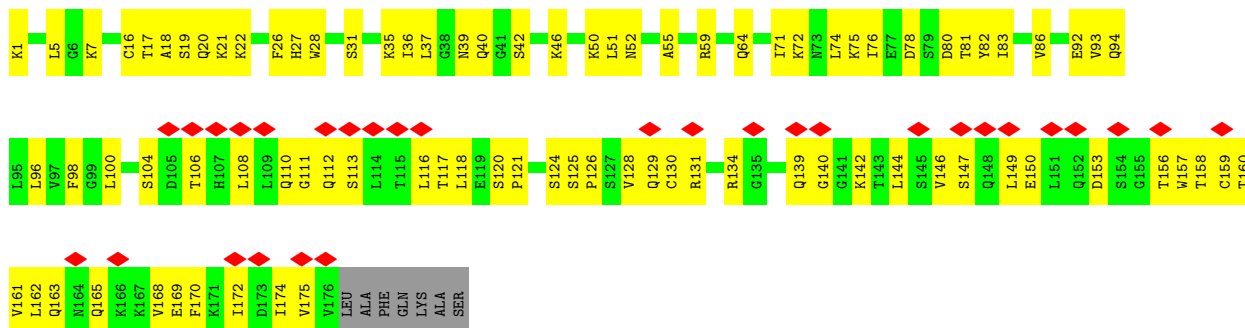 K1 L5 G6 K7 C16 T17 A18 S19 Q20 K21 K22 F26 H27 W28 S31 K35 I36 L37 G38 N39 Q40 G41 S42 K46 K50 L51 N52 A55 R59 Q64 I71 K72 N73 L74 K75 I76 E77 D78 S79 D80 T81 Y82 I83 V86 E92 V93 Q94
L95 L96 V97 F98 G99 L100 S104 D105 T106 H107 L108 L109 Q110 G111 Q112 S113 L114 T115 L116 T117 L118 E119 S120 P121 S124 S125 P126 S127 V128 Q129 C130 R131 R134 G135 Q139 G140 G141 K142 T143 L144 S145 V146 S147 Q148 L149 E150 L151 Q152 D153 S154 G155 T156 W157 T158 C159 T160
V161 L162 Q163 N164 Q165 K166 K167 V168 E169 F170 K171 I172 D173 I174 V175 V176 LEU ALA PHE GLN LYS ALA SER